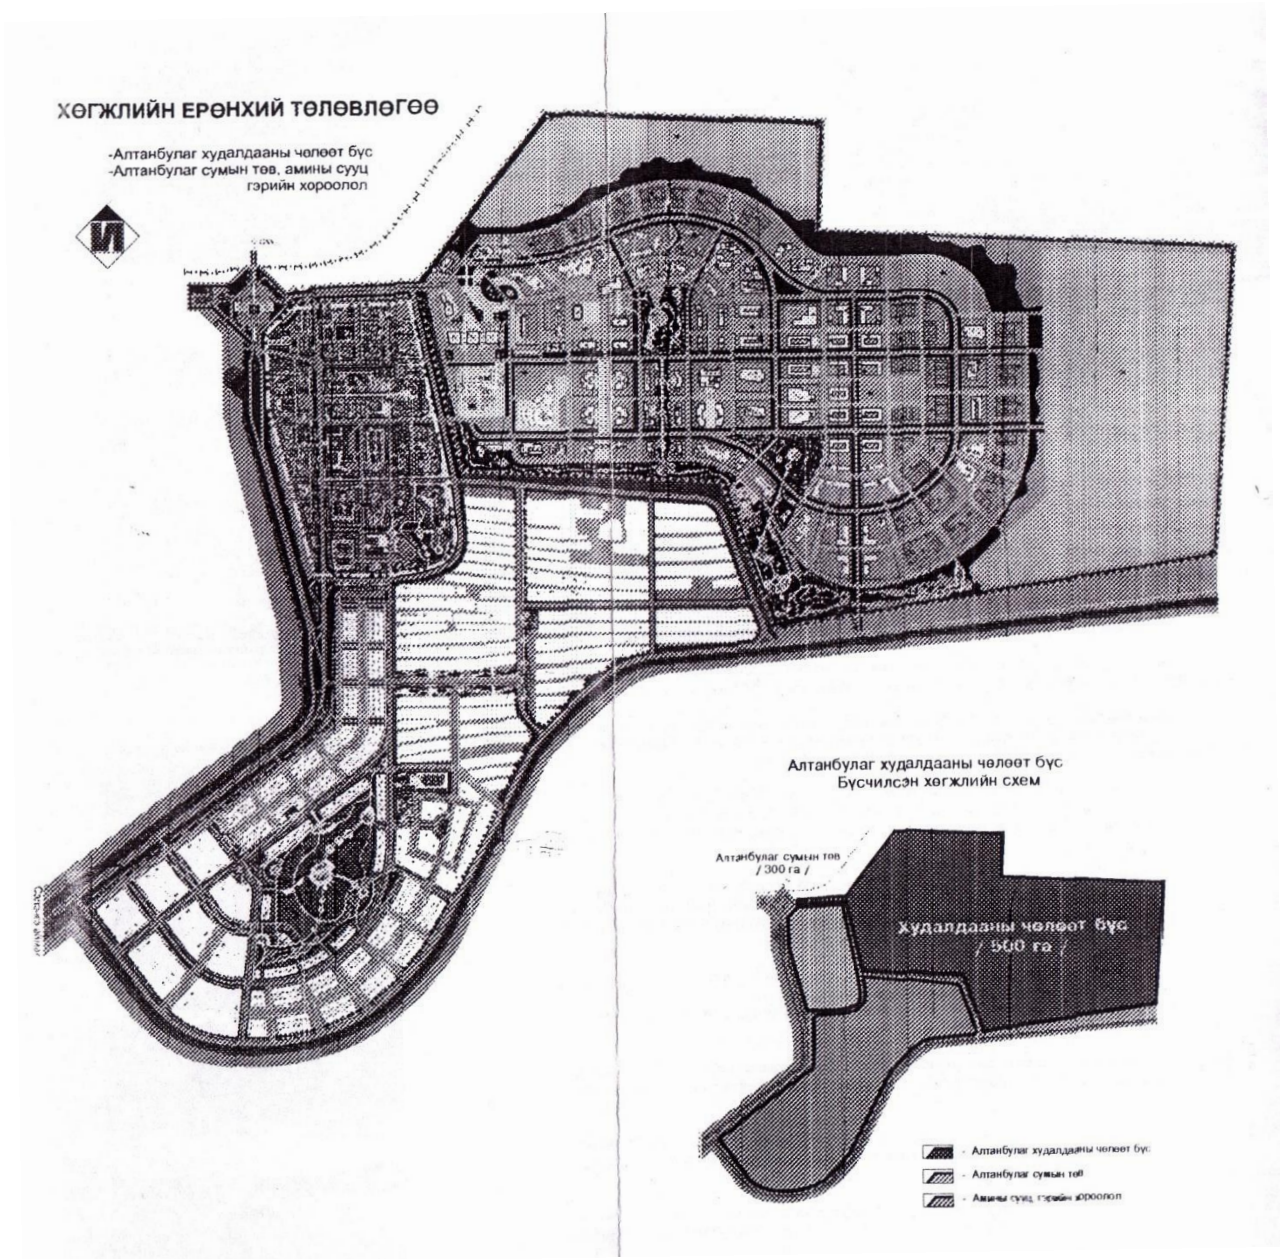 ХӨГЖЛИЙН ЕРӨНХИЙ ТӨЛӨВЛӨГӨӨ
-Алтанбулаг худалдааны чөлөөт бүс
-Алтанбулаг сумын төв, амины сууц
гэрийн хороолол
Алтанбулаг худалдааны чөлөөт бүс
Бүсчилсэн хөгжлийн схем
Алтанбулаг сумын төв
/ 300 га /
Худалдааны чөлөөт бүс
/ 500 га /
- Алтанбулаг худалдааны чөлөөт бүс
- Алтанбулаг сумын төв
- Амины сууц, гэрийн хороолол